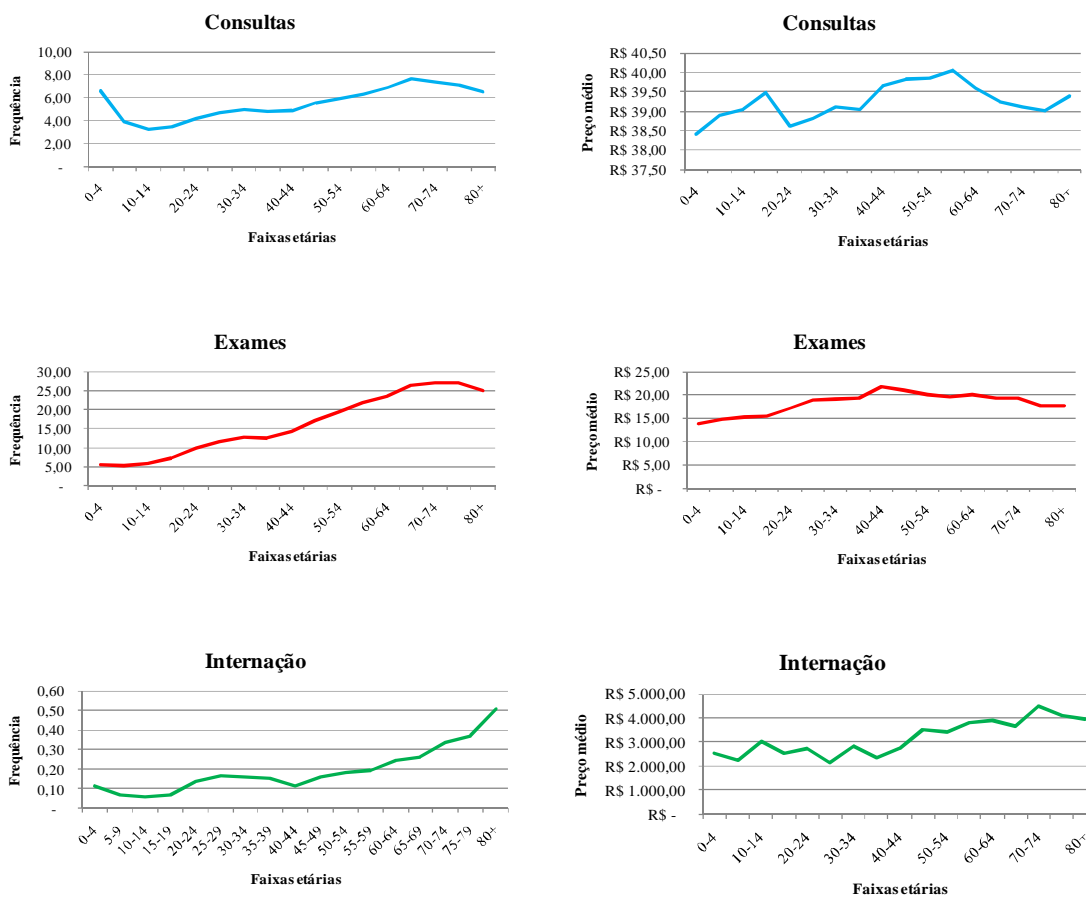 Consultas
Frequência
10,00
8,00
6,00
4,00
2,00
-
0-4
10-14
20-24
30-34
40-44
50-54
60-64
70-74
80+
Faixas etárias
Consultas
Preço médio
R$ 40,50
R$ 40,00
R$ 39,50
R$ 39,00
R$ 38,50
R$ 38,00
R$ 37,50
0-4
10-14
20-24
30-34
40-44
50-54
60-64
70-74
80+
Faixas etárias
Exames
Frequência
30,00
25,00
20,00
15,00
10,00
5,00
-
0-4
10-14
20-24
30-34
40-44
50-54
60-64
70-74
80+
Faixas etárias
Exames
Preço médio
R$ 25,00
R$ 20,00
R$ 15,00
R$ 10,00
R$ 5,00
R$ -
0-4
10-14
20-24
30-34
40-44
50-54
60-64
70-74
80+
Faixas etárias
Internação
Frequência
0,60
0,50
0,40
0,30
0,20
0,10
-
0-4
5-9
10-14
15-19
20-24
25-29
30-34
35-39
40-44
45-49
50-54
55-59
60-64
65-69
70-74
75-79
80+
Faixas etárias
Internação
Preço médio
R$ 5.000,00
R$ 4.000,00
R$ 3.000,00
R$ 2.000,00
R$ 1.000,00
R$ -
0-4
10-14
20-24
30-34
40-44
50-54
60-64
70-74
80+
Faixas etárias